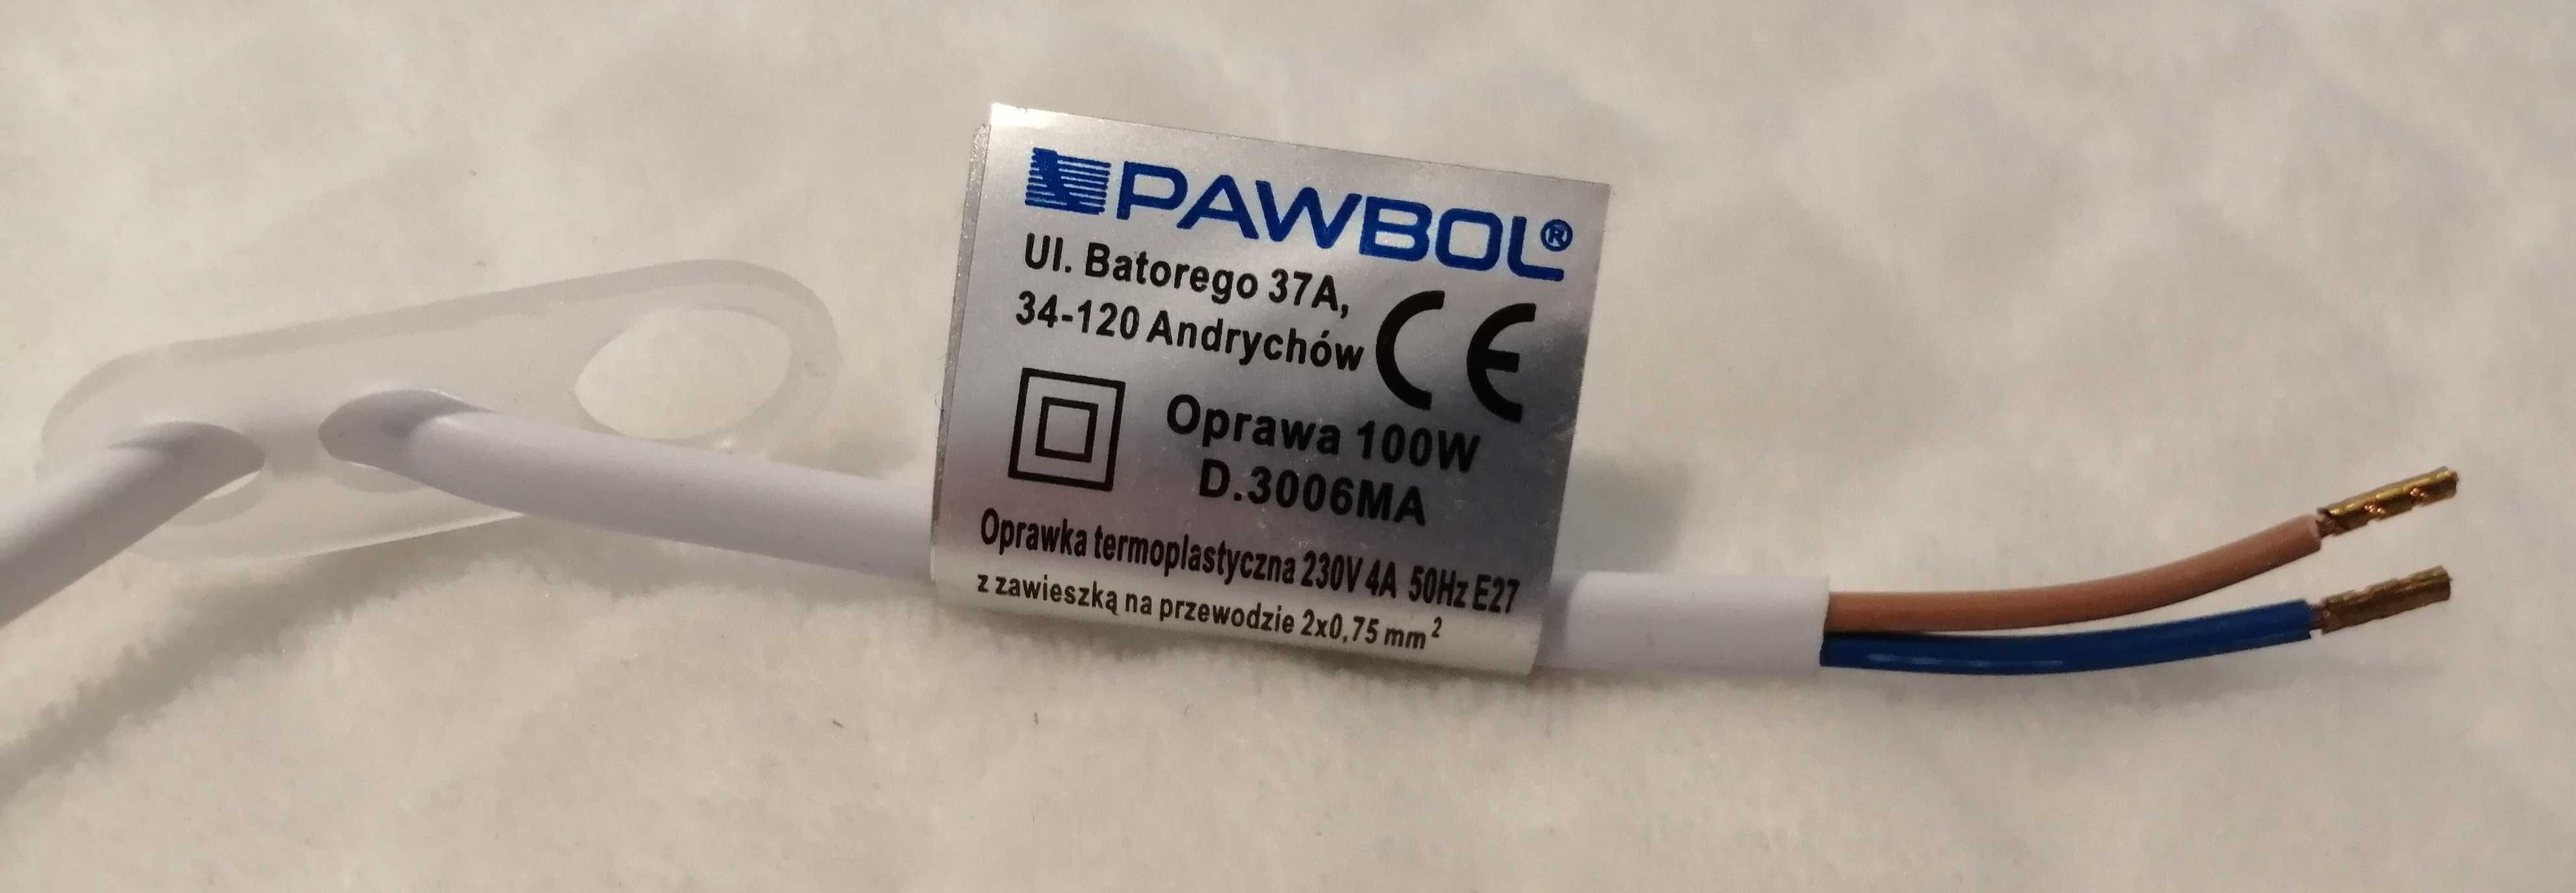 PAWBOL®
Ul. Batorego 37A,
34-120 Andrychów
CE
Oprawa 100W
D.3006MA
Oprawka termoplastyczna 230V 4A 50Hz E27
z zawieszką na przewodzie 2x0,75 mm²